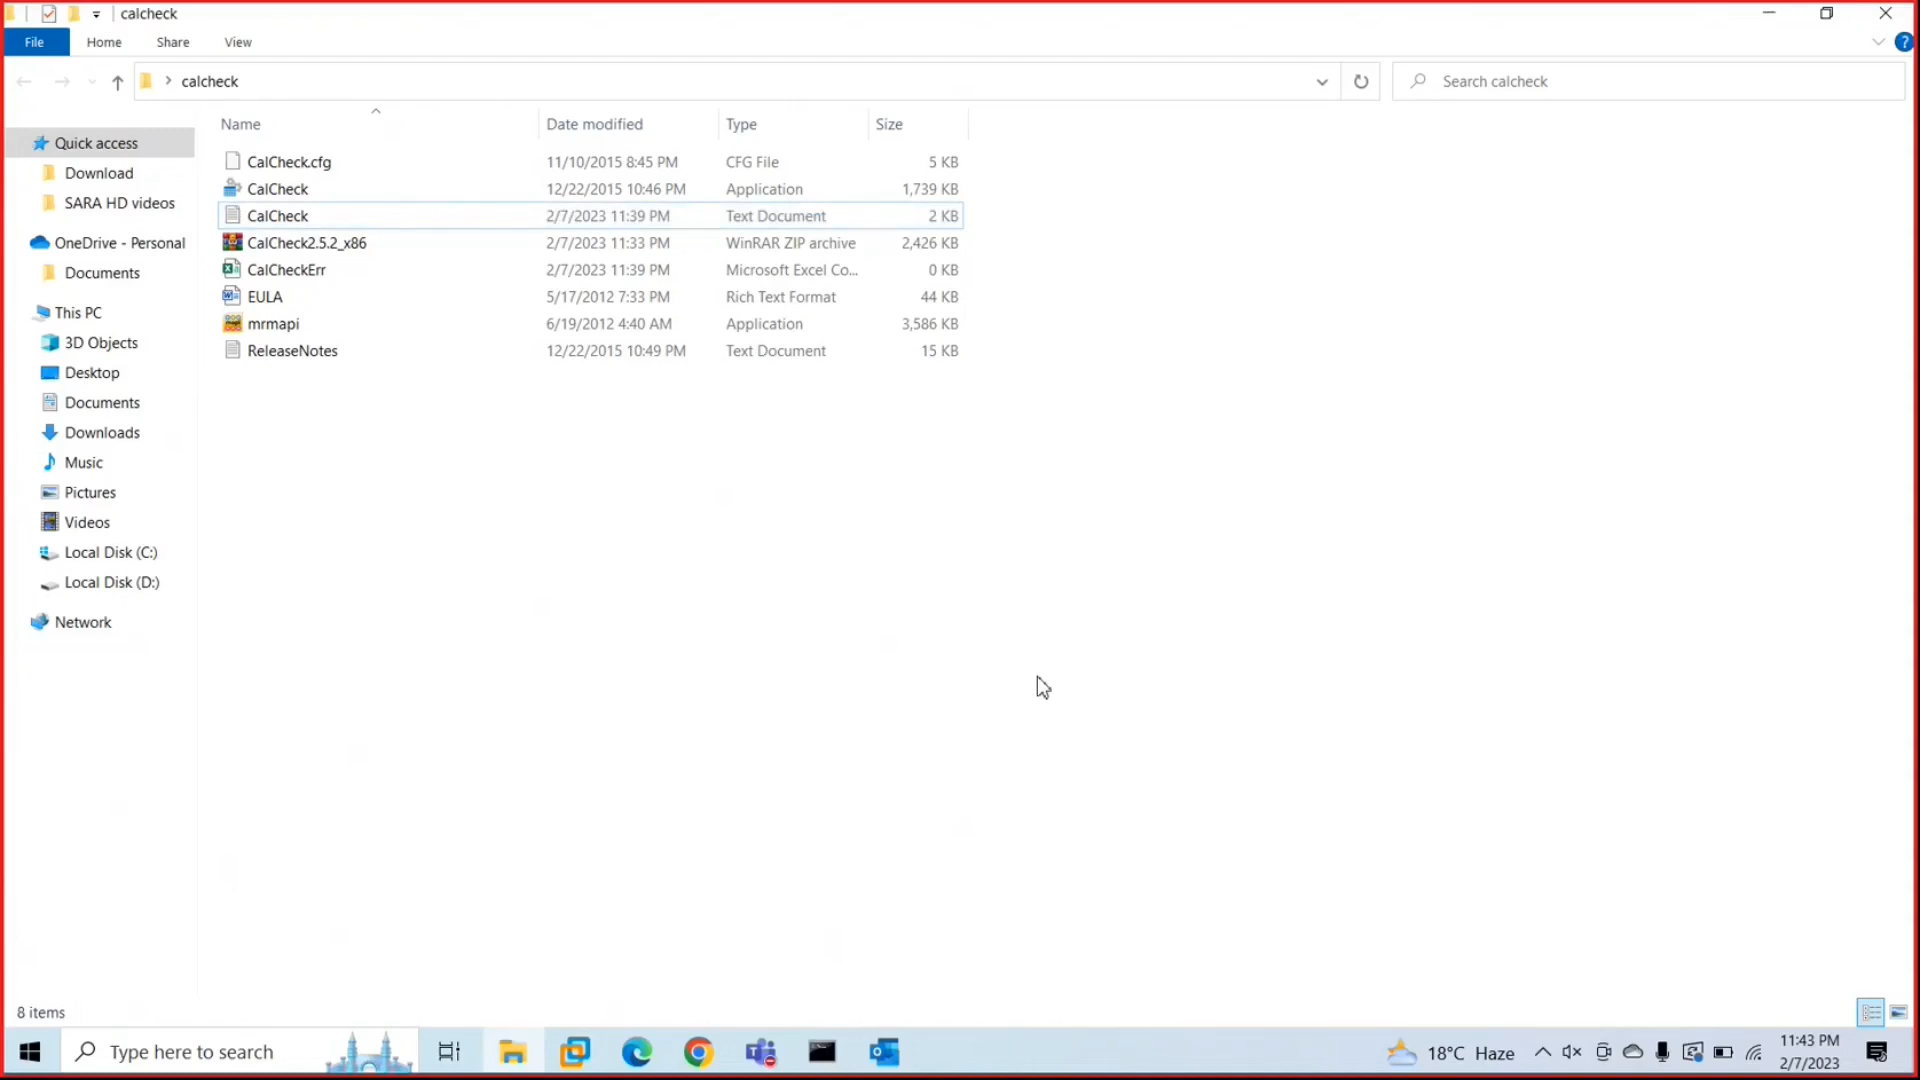 calcheck
File Home Share View ?
calcheck
Search calcheck
Name Date modified Type Size
CalCheck.cfg 11/10/2015 8:45 PM CFG File 5 KB
CalCheck 12/22/2015 10:46 PM Application 1,739 KB
CalCheck 2/7/2023 11:39 PM Text Document 2 KB
CalCheck2.5.2_x86 2/7/2023 11:33 PM WinRAR ZIP archive 2,426 KB
CalCheckErr 2/7/2023 11:39 PM Microsoft Excel Co... 0 KB
EULA 5/17/2012 7:33 PM Rich Text Format 44 KB
mrmapi 6/19/2012 4:40 AM Application 3,586 KB
ReleaseNotes 12/22/2015 10:49 PM Text Document 15 KB
Quick access
Download
SARA HD videos
OneDrive - Personal
Documents
This PC
3D Objects
Desktop
Documents
Downloads
Music
Pictures
Videos
Local Disk (C:)
Local Disk (D:)
Network
8 items
Type here to search
18°C Haze
11:43 PM
2/7/2023